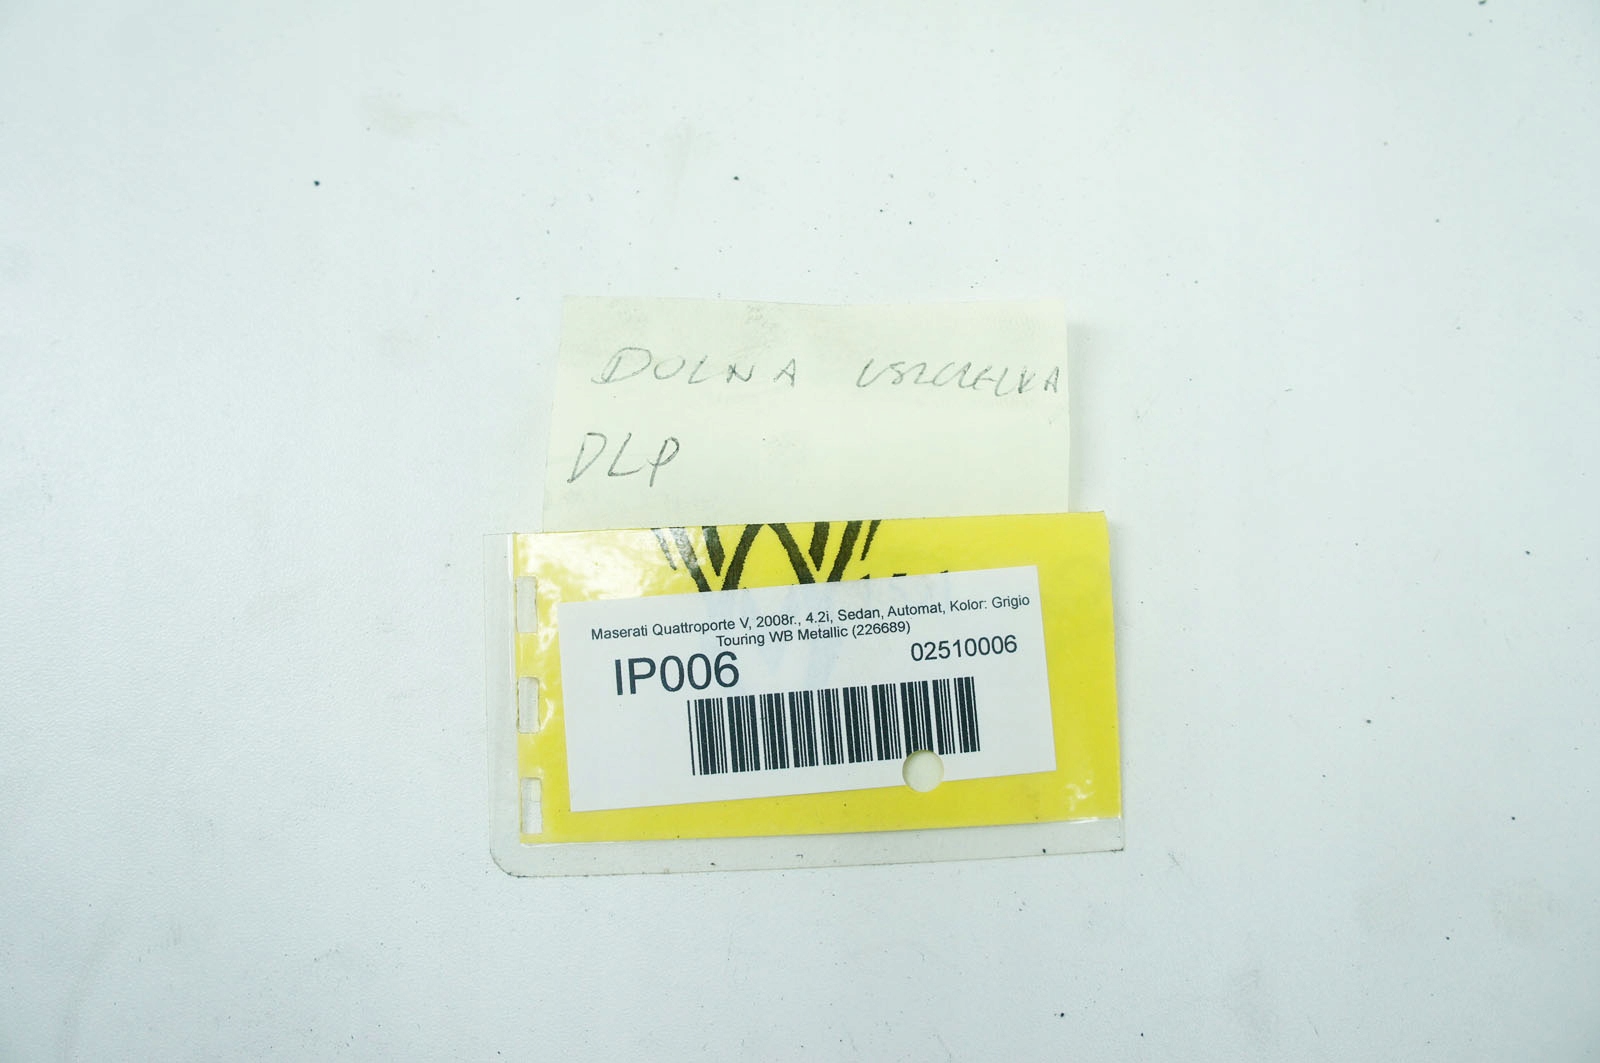 DOLNA USZCZELKA
DLP
Maserati Quattroporte V, 2008r., 4.2i, Sedan, Automat, Kolor: Grigio
Touring WB Metallic (226689)
IP006
02510006